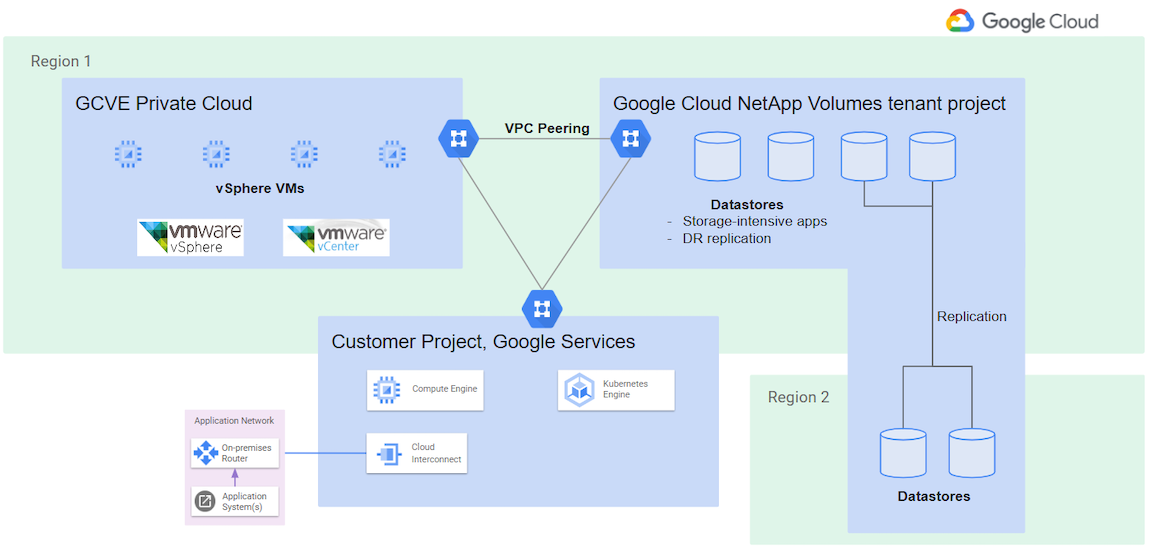 Google Cloud
Region 1
GCVE Private Cloud
vSphere VMs
vmware®
vSphere
vmware®
vCenter
VPC Peering
Google Cloud NetApp Volumes tenant project
Datastores
- Storage-intensive apps
- DR replication
Replication
Customer Project, Google Services
Compute Engine
Kubernetes
Engine
Cloud
Interconnect
Application Network
On-premises
Router
Application
System(s)
Region 2
Datastores